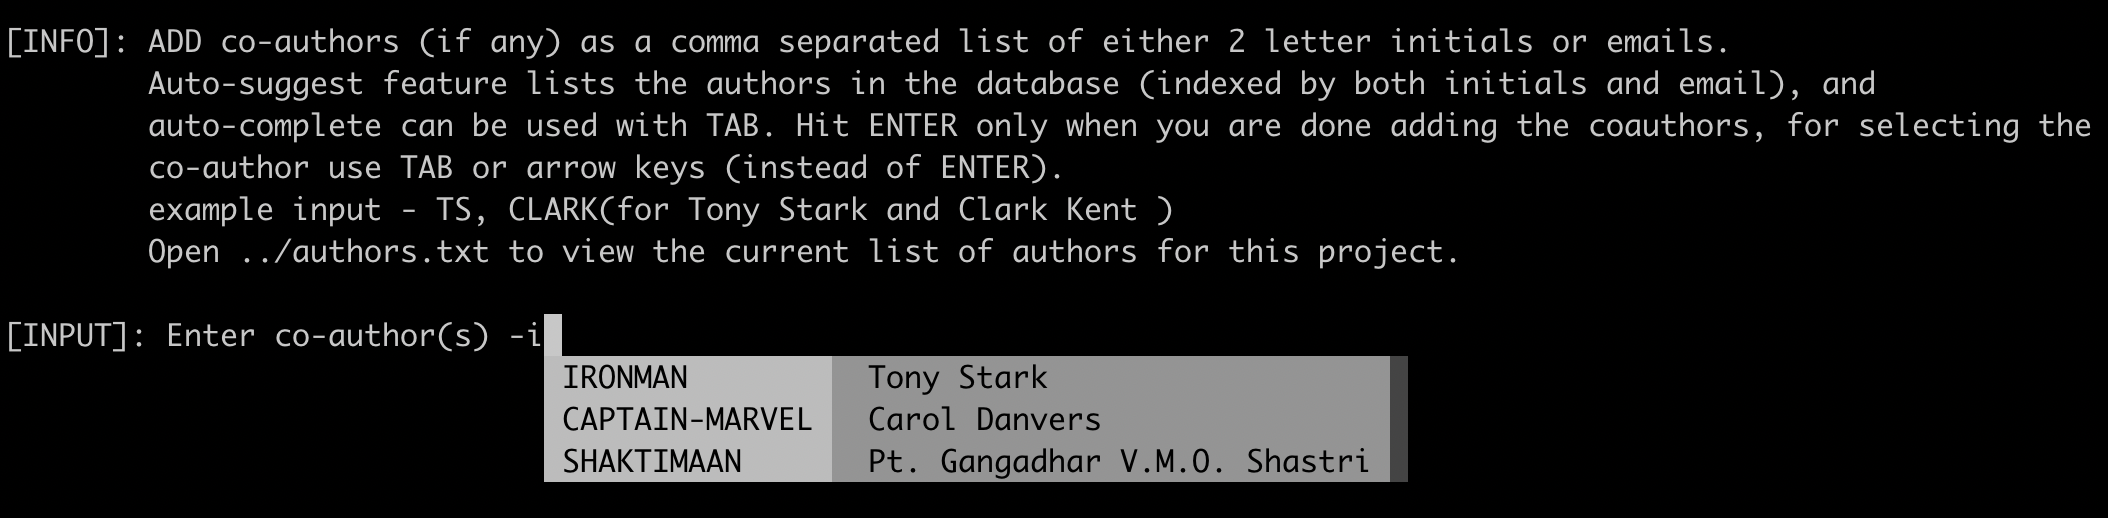 [INFO]: ADD co-authors (if any) as a comma separated list of either 2 letter initials or emails.
Auto-suggest feature lists the authors in the database (indexed by both initials and email), and
auto-complete can be used with TAB. Hit ENTER only when you are done adding the coauthors, for selecting the
co-author use TAB or arrow keys (instead of ENTER).
example input - TS, CLARK(for Tony Stark and Clark Kent )
Open ../authors.txt to view the current list of authors for this project.
[INPUT]: Enter co-author(s) -i
IRONMAN Tony Stark
CAPTAIN-MARVEL Carol Danvers
SHAKTIMAAN Pt. Gangadhar V.M.O. Shastri